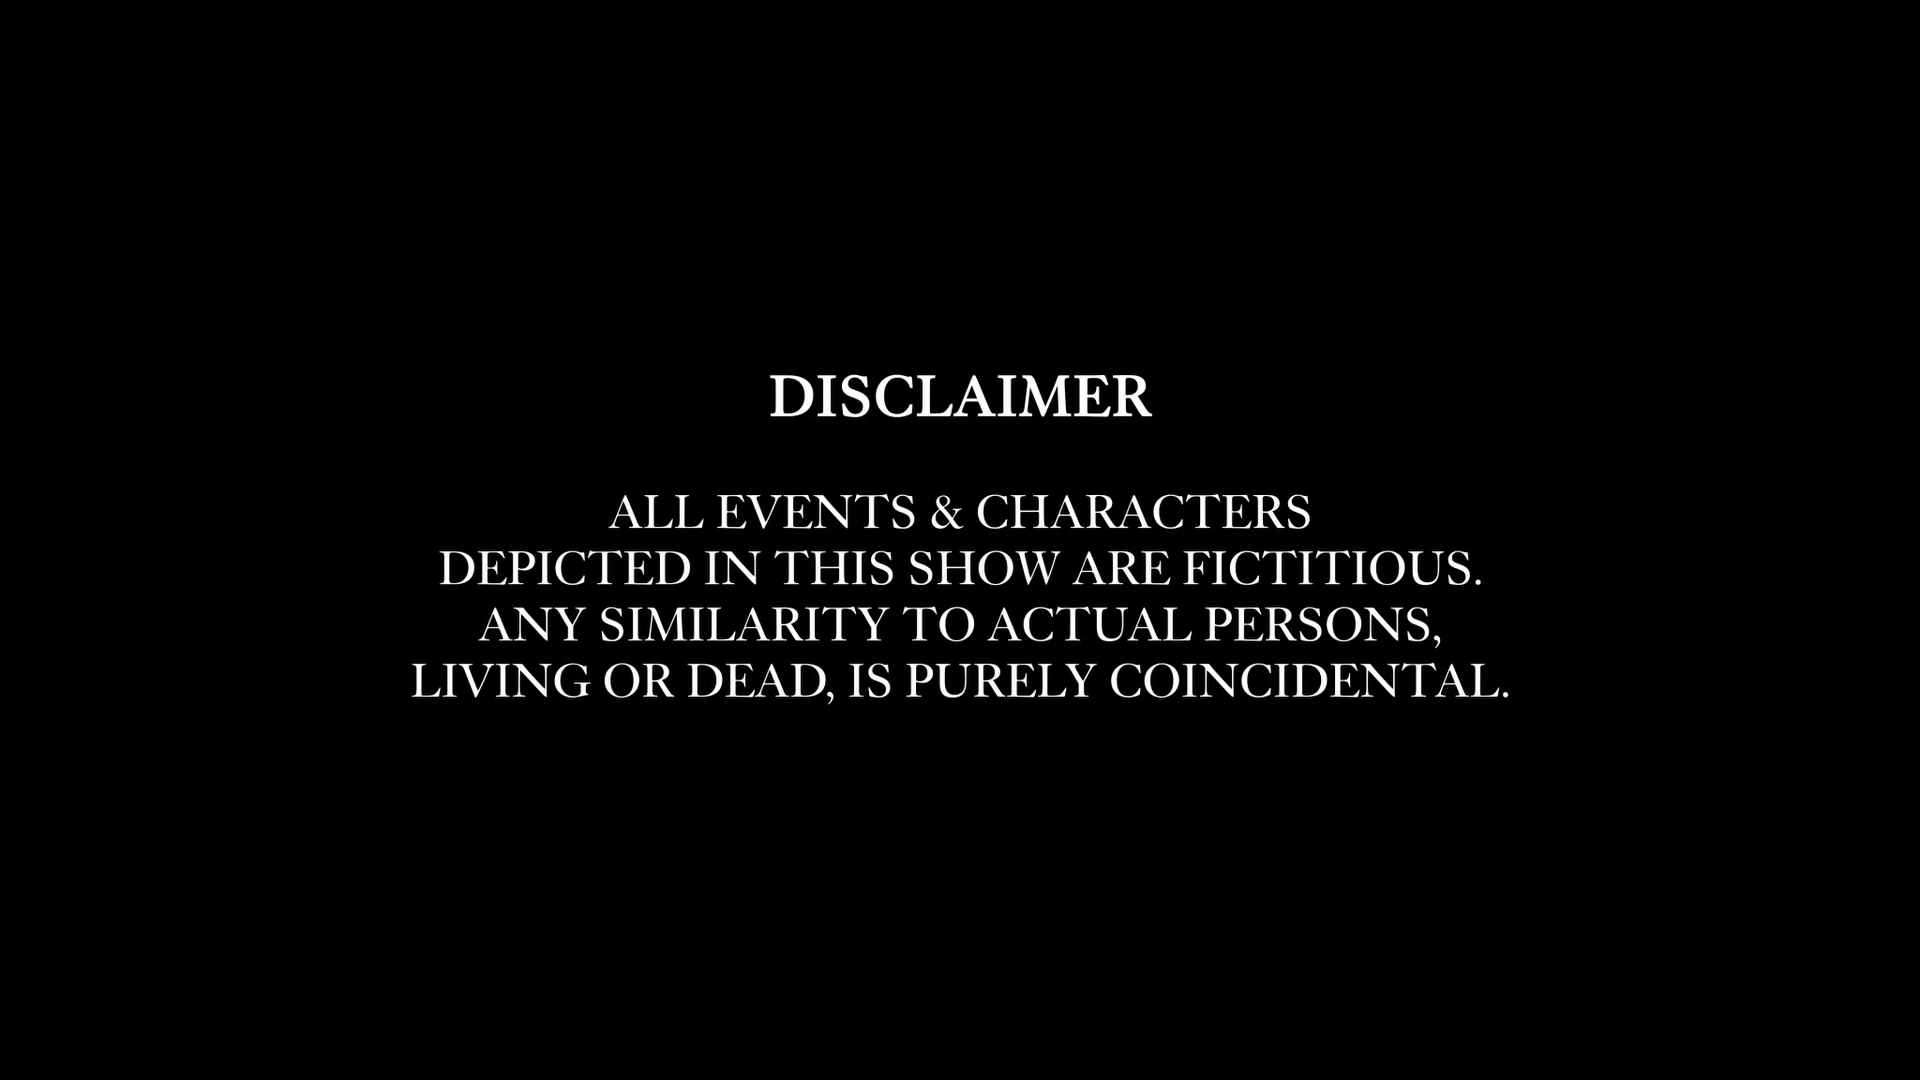 DISCLAIMER
ALL EVENTS & CHARACTERS
DEPICTED IN THIS SHOW ARE FICTITIOUS.
ANY SIMILARITY TO ACTUAL PERSONS,
LIVING OR DEAD, IS PURELY COINCIDENTAL.